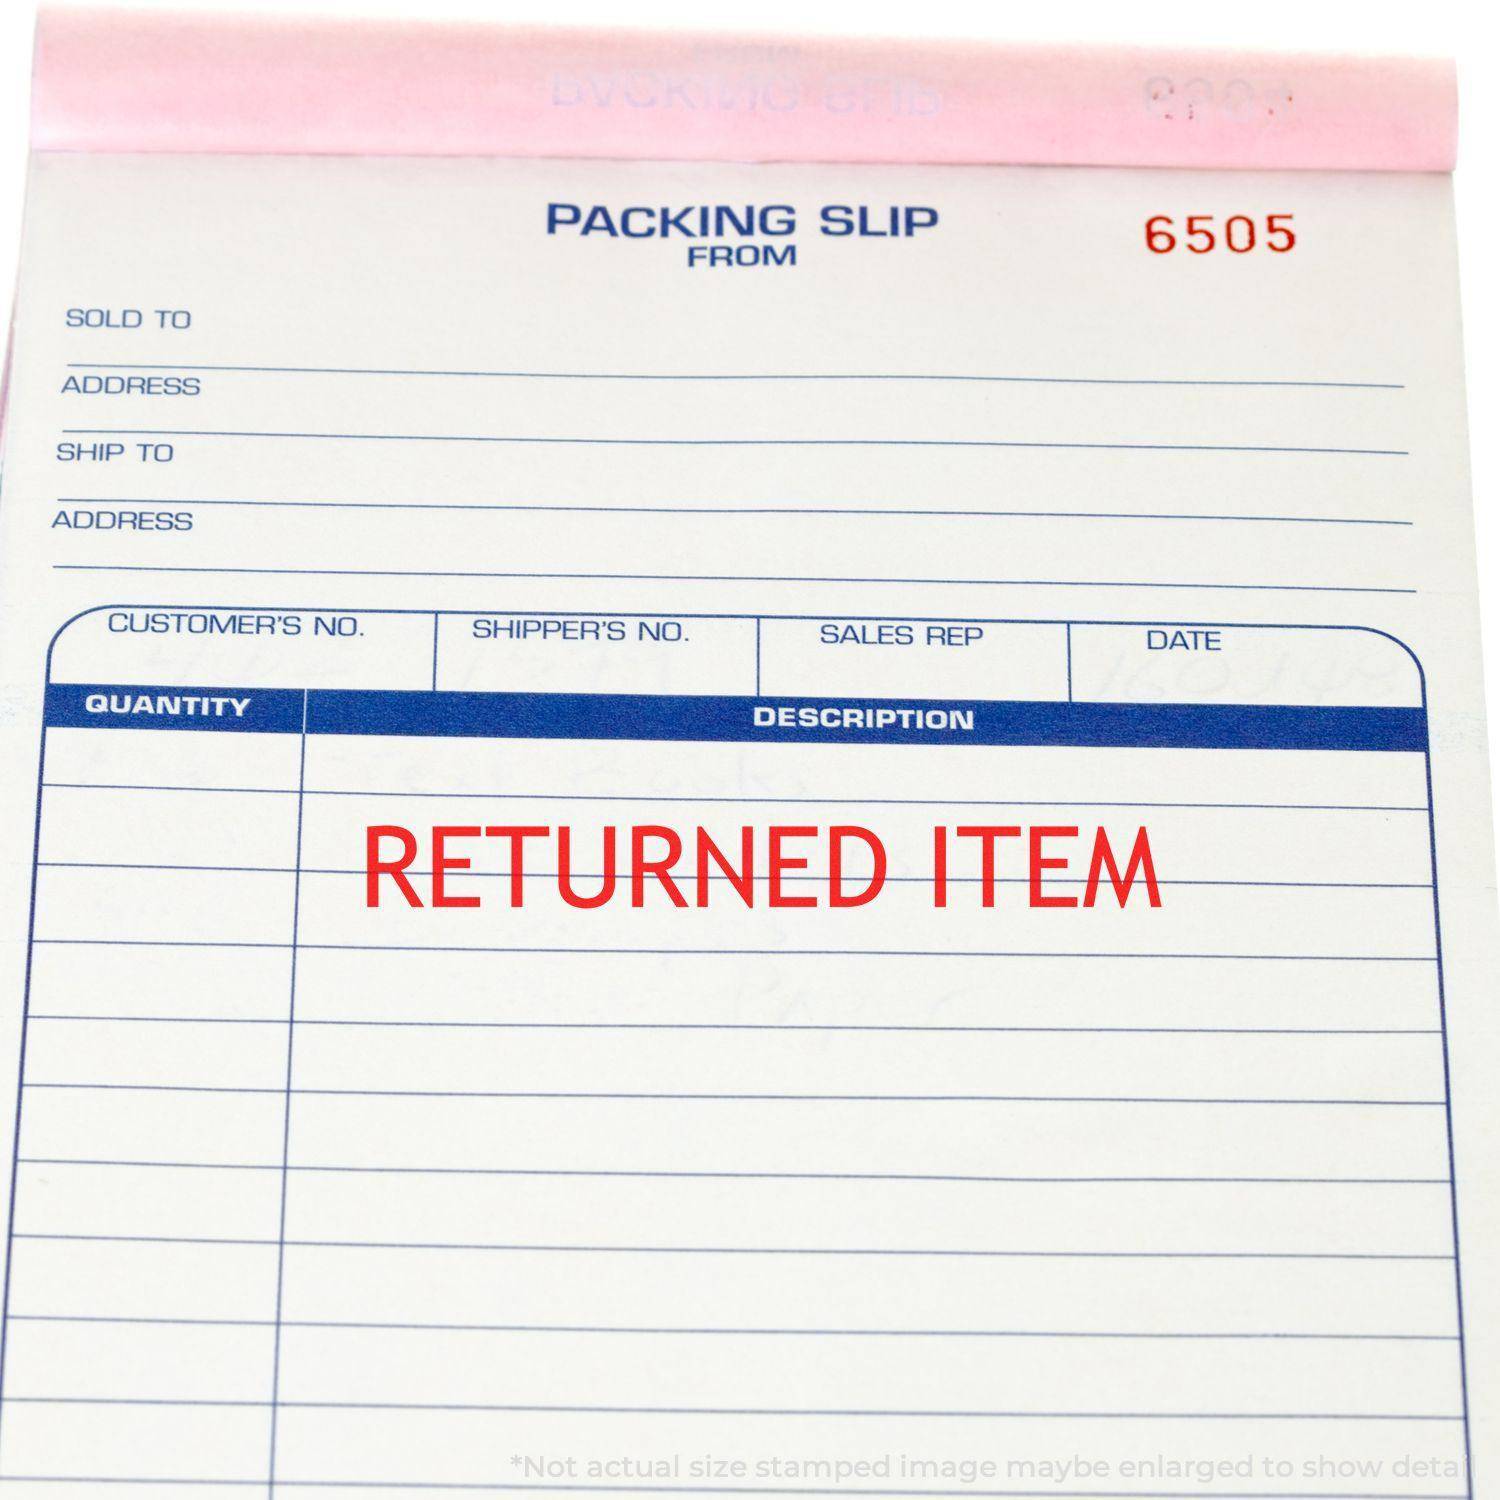 PACKING SLIP
6505
FROM
SOLD TO
ADDRESS
SHIP TO
ADDRESS
CUSTOMER'S NO. SHIPPER'S NO. SALES REP DATE
QUANTITY DESCRIPTION
RETURNED ITEM
*Not actual size stamped image maybe enlarged to show detail